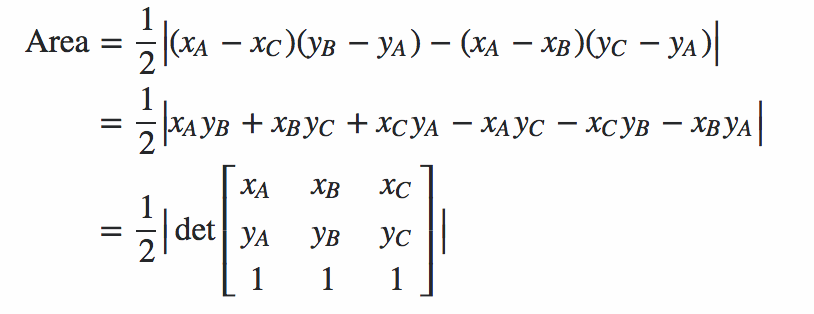 Area = 1/2 |(x_A − x_C)(y_B − y_A) − (x_A − x_B)(y_C − y_A)|
= 1/2 |x_A y_B + x_B y_C + x_C y_A − x_A y_C − x_C y_B − x_B y_A|
= 1/2 | det [ x_A x_B x_C
y_A y_B y_C
1 1 1 ] |